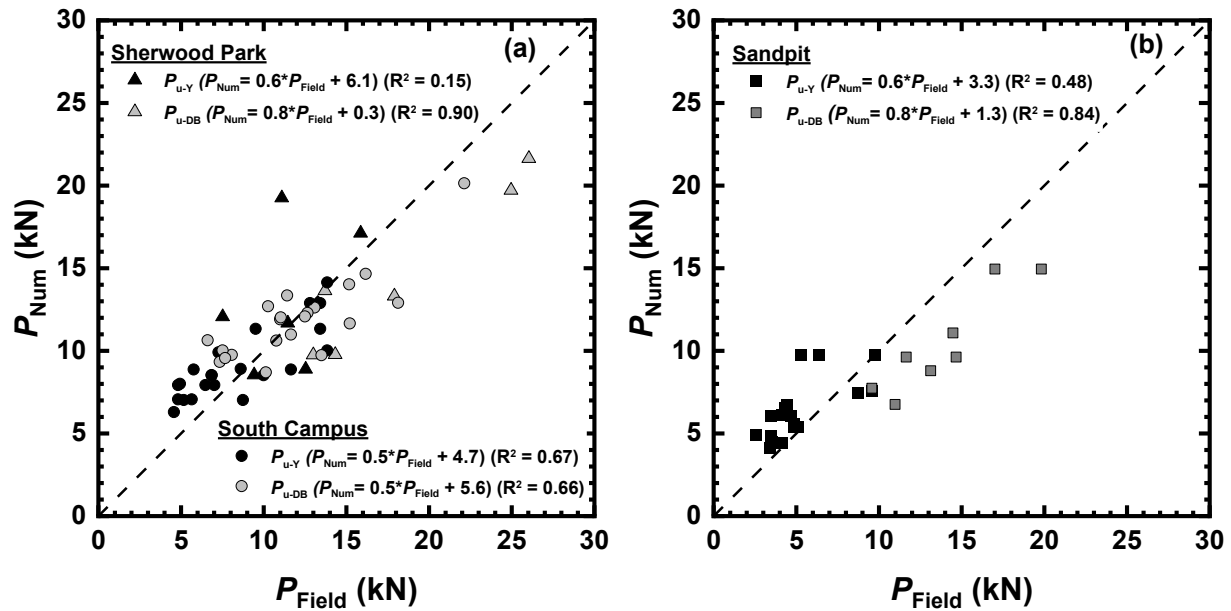 (a)
Sherwood Park
P_u-Y (P_Num= 0.6*P_Field + 6.1) (R² = 0.15)
P_u-DB (P_Num= 0.8*P_Field + 0.3) (R² = 0.90)
South Campus
P_u-Y (P_Num= 0.5*P_Field + 4.7) (R² = 0.67)
P_u-DB (P_Num= 0.5*P_Field + 5.6) (R² = 0.66)
30
25
20
15
10
5
0
P_Num (kN)
0 5 10 15 20 25 30
P_Field (kN)
(b)
Sandpit
P_u-Y (P_Num= 0.6*P_Field + 3.3) (R² = 0.48)
P_u-DB (P_Num= 0.8*P_Field + 1.3) (R² = 0.84)
30
25
20
15
10
5
0
P_Num (kN)
0 5 10 15 20 25 30
P_Field (kN)